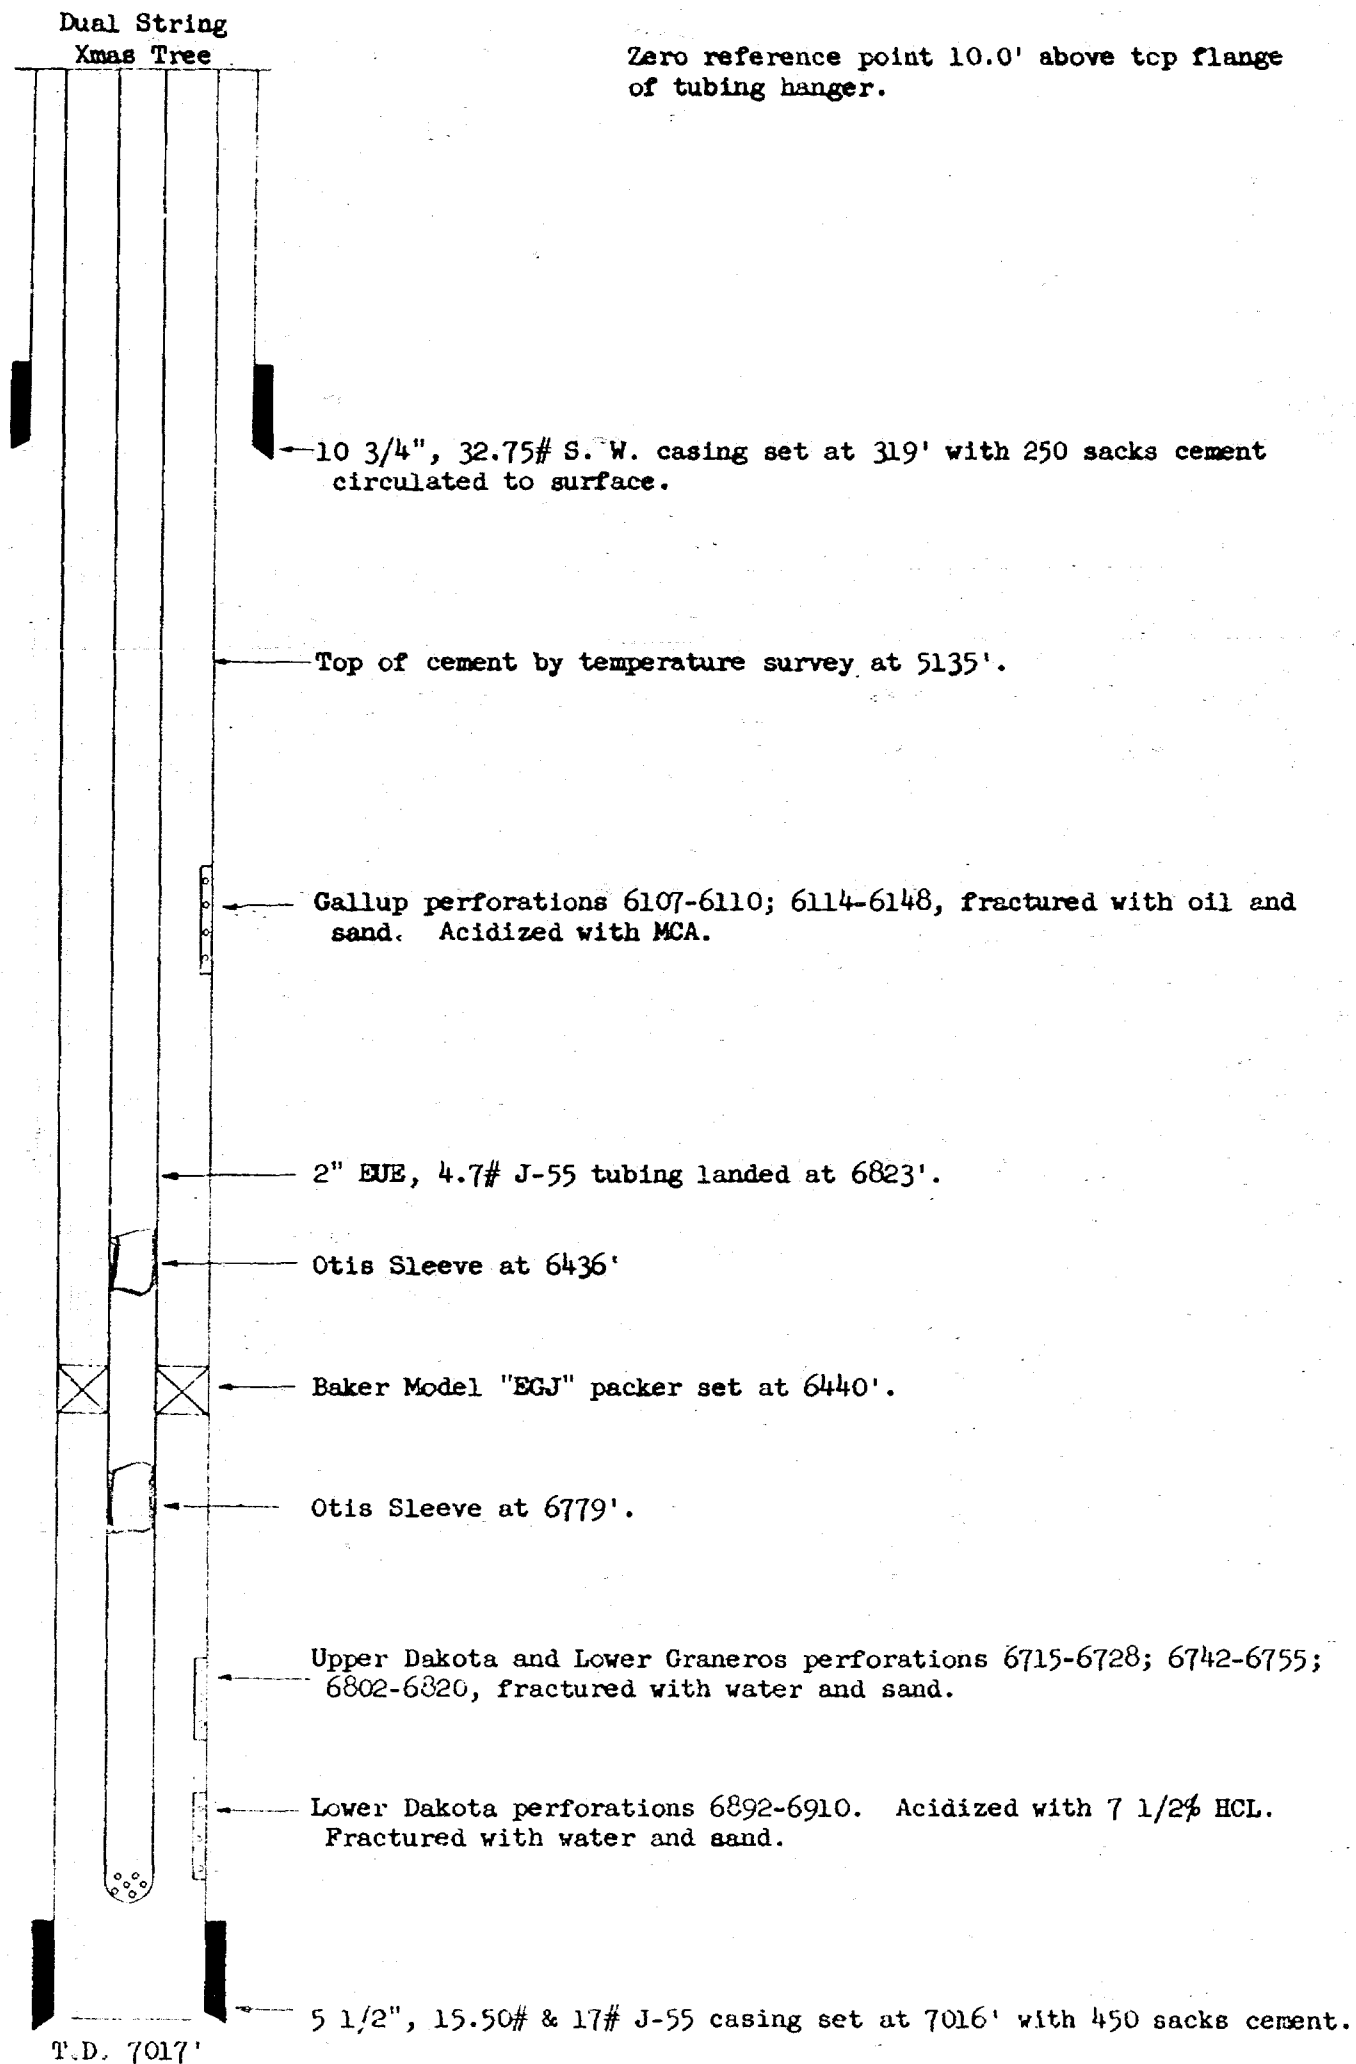 Dual String
Xmas Tree
Zero reference point 10.0' above top flange
of tubing hanger.
10 3/4", 32.75# S. W. casing set at 319' with 250 sacks cement
circulated to surface.
Top of cement by temperature survey at 5135'.
Gallup perforations 6107-6110; 6114-6148, fractured with oil and
sand. Acidized with MCA.
2" EUE, 4.7# J-55 tubing landed at 6823'.
Otis Sleeve at 6436'
Baker Model "EGJ" packer set at 6440'.
Otis Sleeve at 6779'.
Upper Dakota and Lower Graneros perforations 6715-6728; 6742-6755;
6802-6820, fractured with water and sand.
Lower Dakota perforations 6892-6910. Acidized with 7 1/2% HCL.
Fractured with water and sand.
5 1/2", 15.50# & 17# J-55 casing set at 7016' with 450 sacks cement.
T.D. 7017'